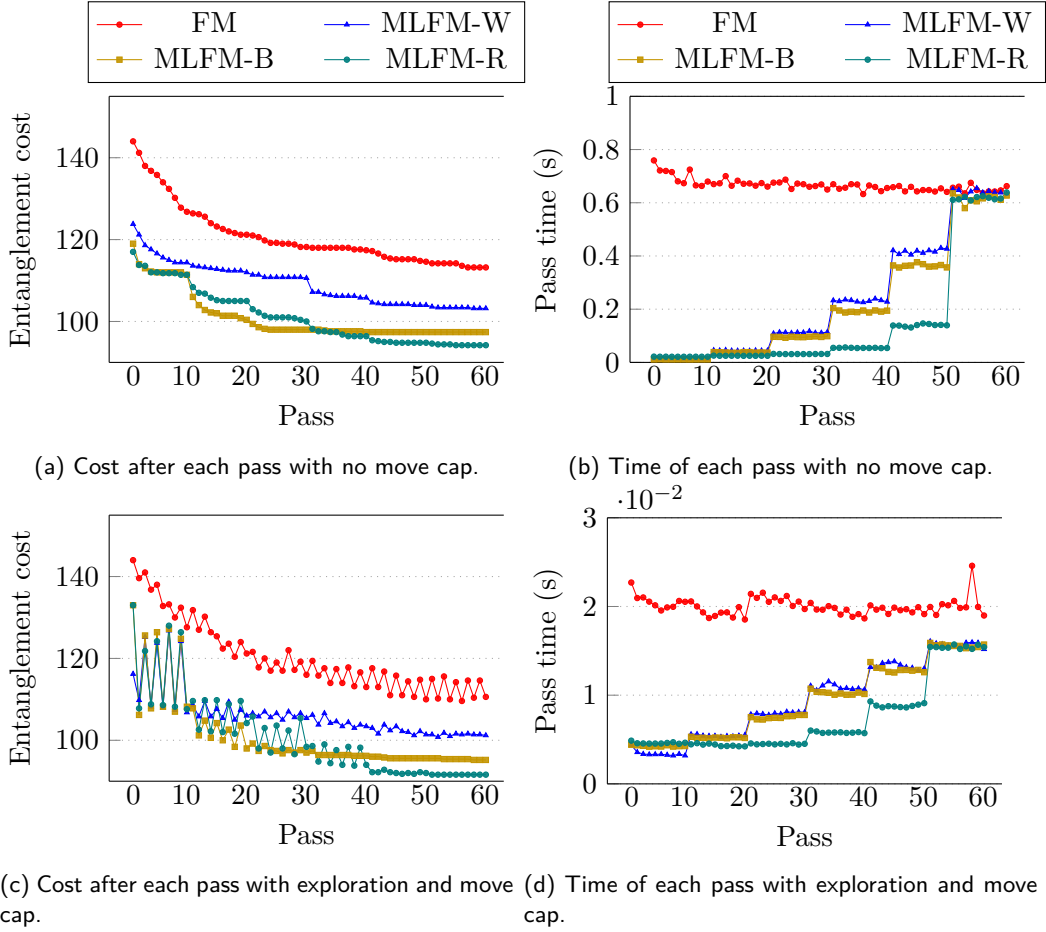 FM MLFM-W
MLFM-B MLFM-R
FM MLFM-W
MLFM-B MLFM-R
Entanglement cost
140
120
100
0 10 20 30 40 50 60
Pass
(a) Cost after each pass with no move cap.
Pass time (s)
1
0.8
0.6
0.4
0.2
0
0 10 20 30 40 50 60
Pass
(b) Time of each pass with no move cap.
Entanglement cost
140
120
100
0 10 20 30 40 50 60
Pass
(c) Cost after each pass with exploration and move
cap.
·10−2
Pass time (s)
3
2
1
0
0 10 20 30 40 50 60
Pass
(d) Time of each pass with exploration and move
cap.